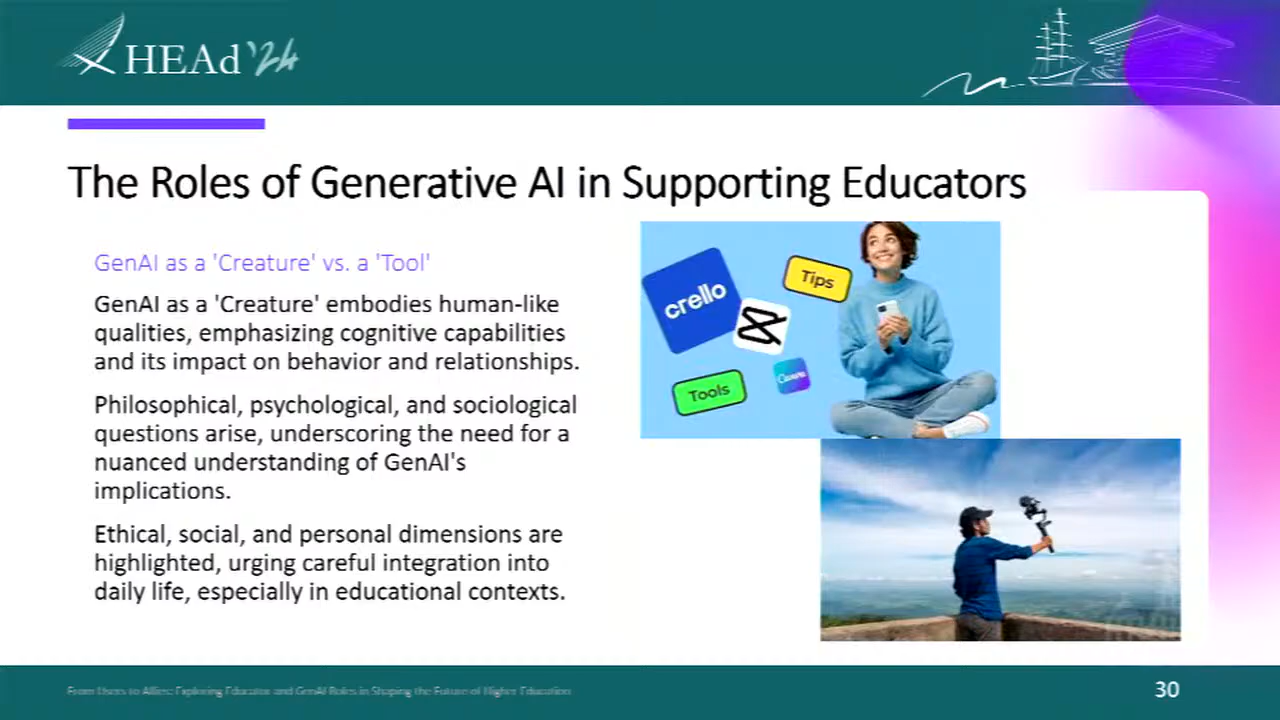 HEAd '24
The Roles of Generative AI in Supporting Educators
GenAI as a 'Creature' vs. a 'Tool'
GenAI as a 'Creature' embodies human-like
qualities, emphasizing cognitive capabilities
and its impact on behavior and relationships.
Philosophical, psychological, and sociological
questions arise, underscoring the need for a
nuanced understanding of GenAI's
implications.
Ethical, social, and personal dimensions are
highlighted, urging careful integration into
daily life, especially in educational contexts.
crello
Tips
Tools
Canva
From Users to Allies: Exploring Educator and GenAI Roles in Shaping the Future of Higher Education
30